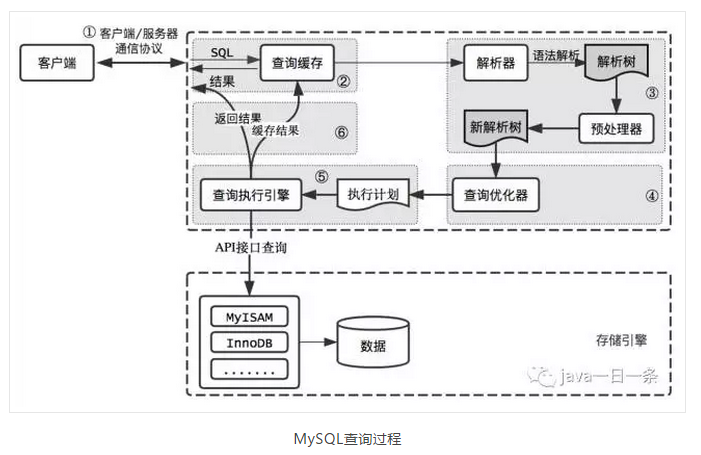 ① 客户端/服务器
通信协议
客户端
SQL
结果
查询缓存
②
解析器
语法解析
解析树
③
返回结果
缓存结果
⑥
新解析树
预处理器
查询执行引擎
⑤
执行计划
查询优化器
④
API接口查询
MyISAM
InnoDB
.......
数据
存储引擎
java一日一条
MySQL查询过程